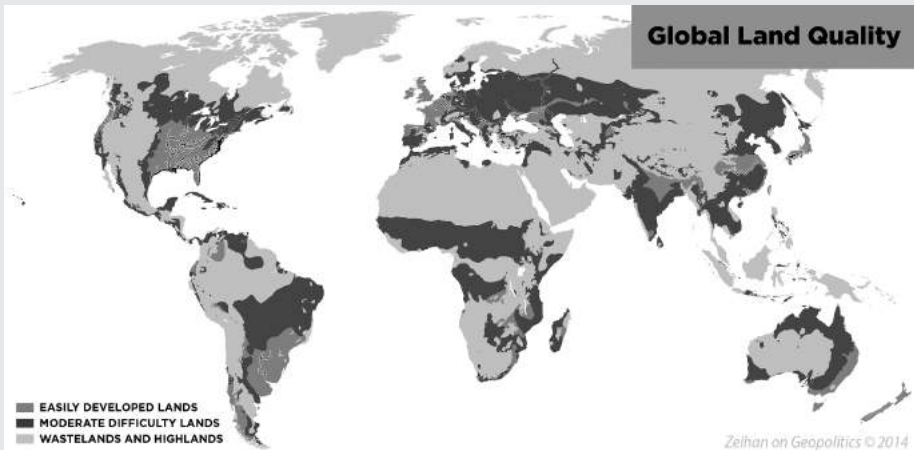 Global Land Quality
EASILY DEVELOPED LANDS
MODERATE DIFFICULTY LANDS
WASTELANDS AND HIGHLANDS
Zeihan on Geopolitics © 2014